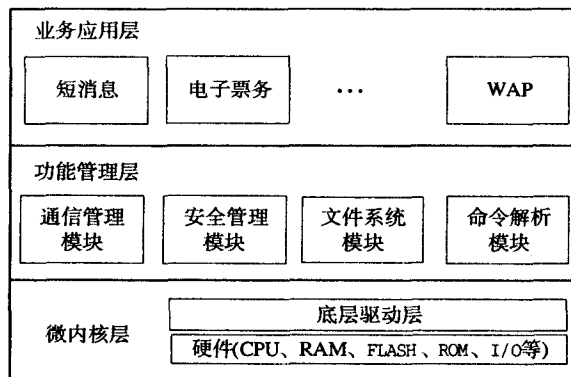 业务应用层
短消息 电子票务 ... WAP
功能管理层
通信管理 安全管理 文件系统 命令解析
模块 模块 模块 模块
底层驱动层
微内核层
硬件(CPU、RAM、FLASH、ROM、I/O等)